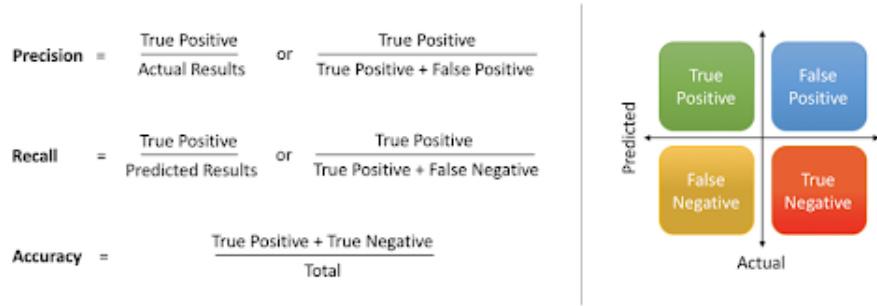 Precision = True Positive / Actual Results or True Positive / True Positive + False Positive
Recall = True Positive / Predicted Results or True Positive / True Positive + False Negative
Accuracy = True Positive + True Negative / Total
Predicted
True Positive
False Positive
False Negative
True Negative
Actual